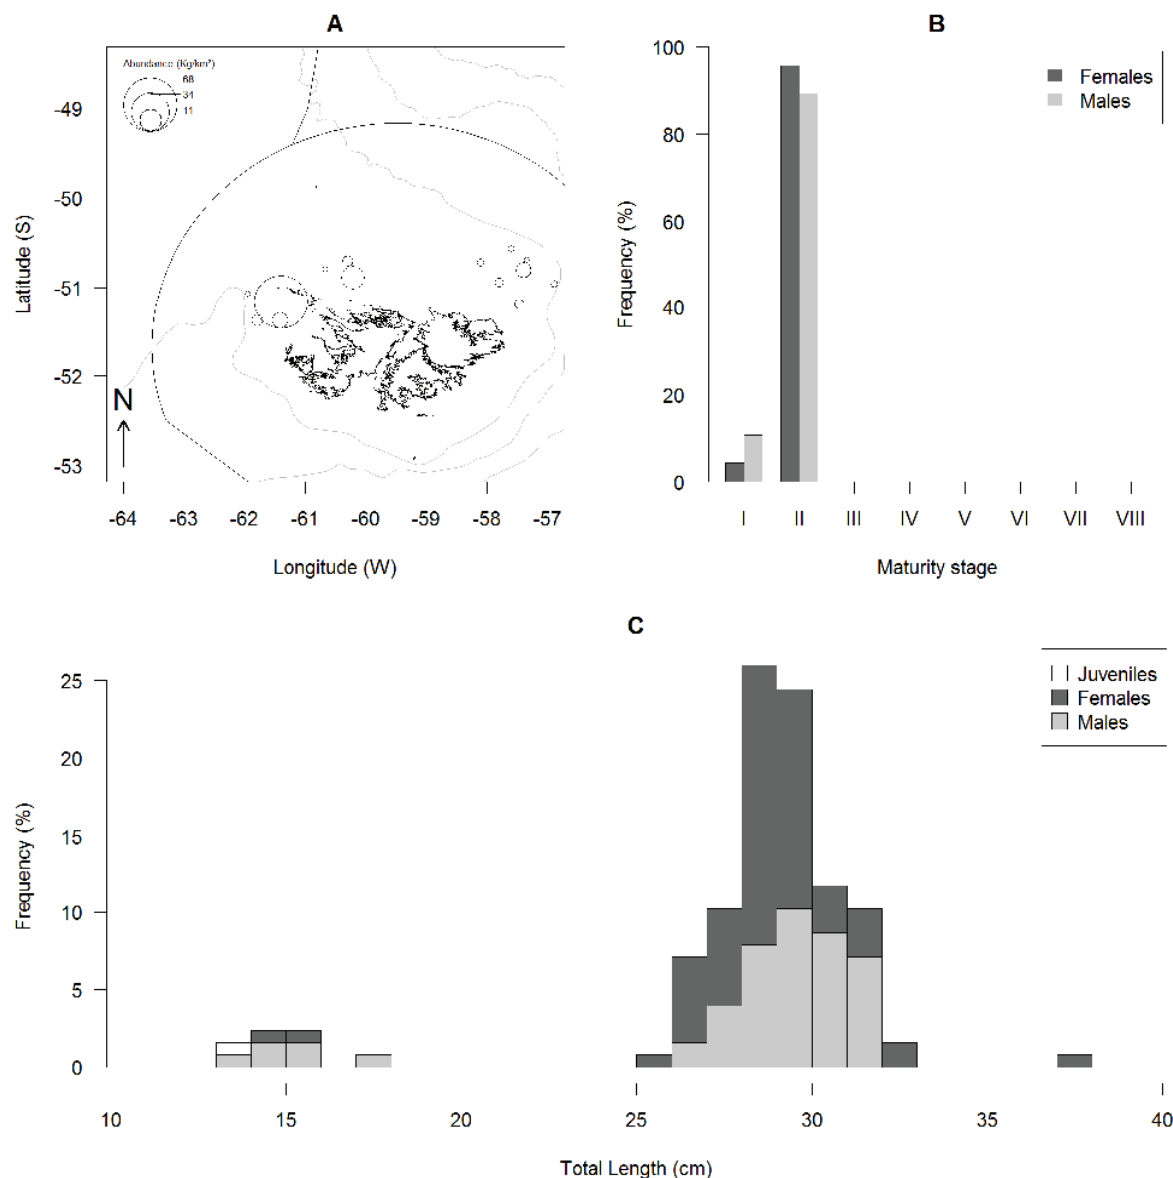 A
Abundance (Kg/km²)
68
34
11
-49
-50
-51
-52
-53
Latitude (S)
N
-64 -63 -62 -61 -60 -59 -58 -57
Longitude (W)
B
100
80
60
40
20
0
Frequency (%)
Females
Males
I II III IV V VI VII VIII
Maturity stage
C
25
20
15
10
5
0
Frequency (%)
Juveniles
Females
Males
10 15 20 25 30 35 40
Total Length (cm)